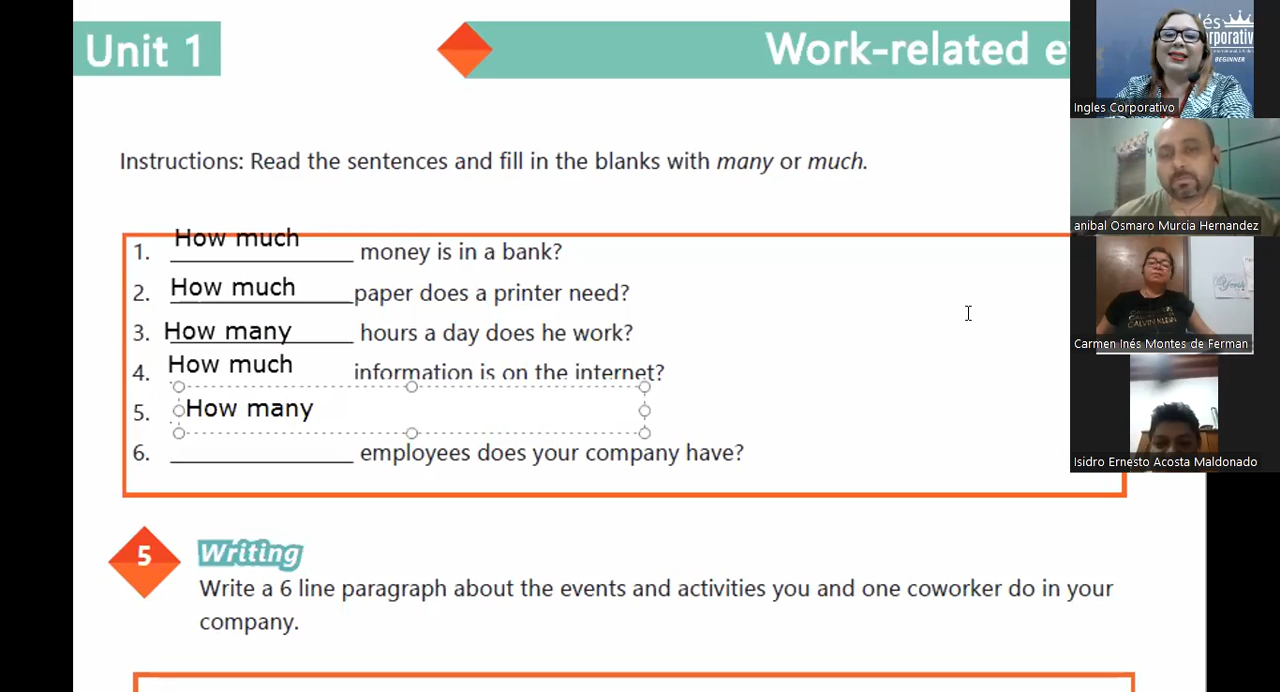 Unit 1
Work-related e
Instructions: Read the sentences and fill in the blanks with many or much.
1. How much money is in a bank?
2. How much paper does a printer need?
3. How many hours a day does he work?
4. How much information is on the internet?
5. How many
6. ____________ employees does your company have?
5 Writing
Write a 6 line paragraph about the events and activities you and one coworker do in your
company.
Ingles Corporativo
BEGINNER
anibal Osmaro Murcia Hernandez
CALVIN KLEIN
Carmen Inés Montes de Ferman
Isidro Ernesto Acosta Maldonado